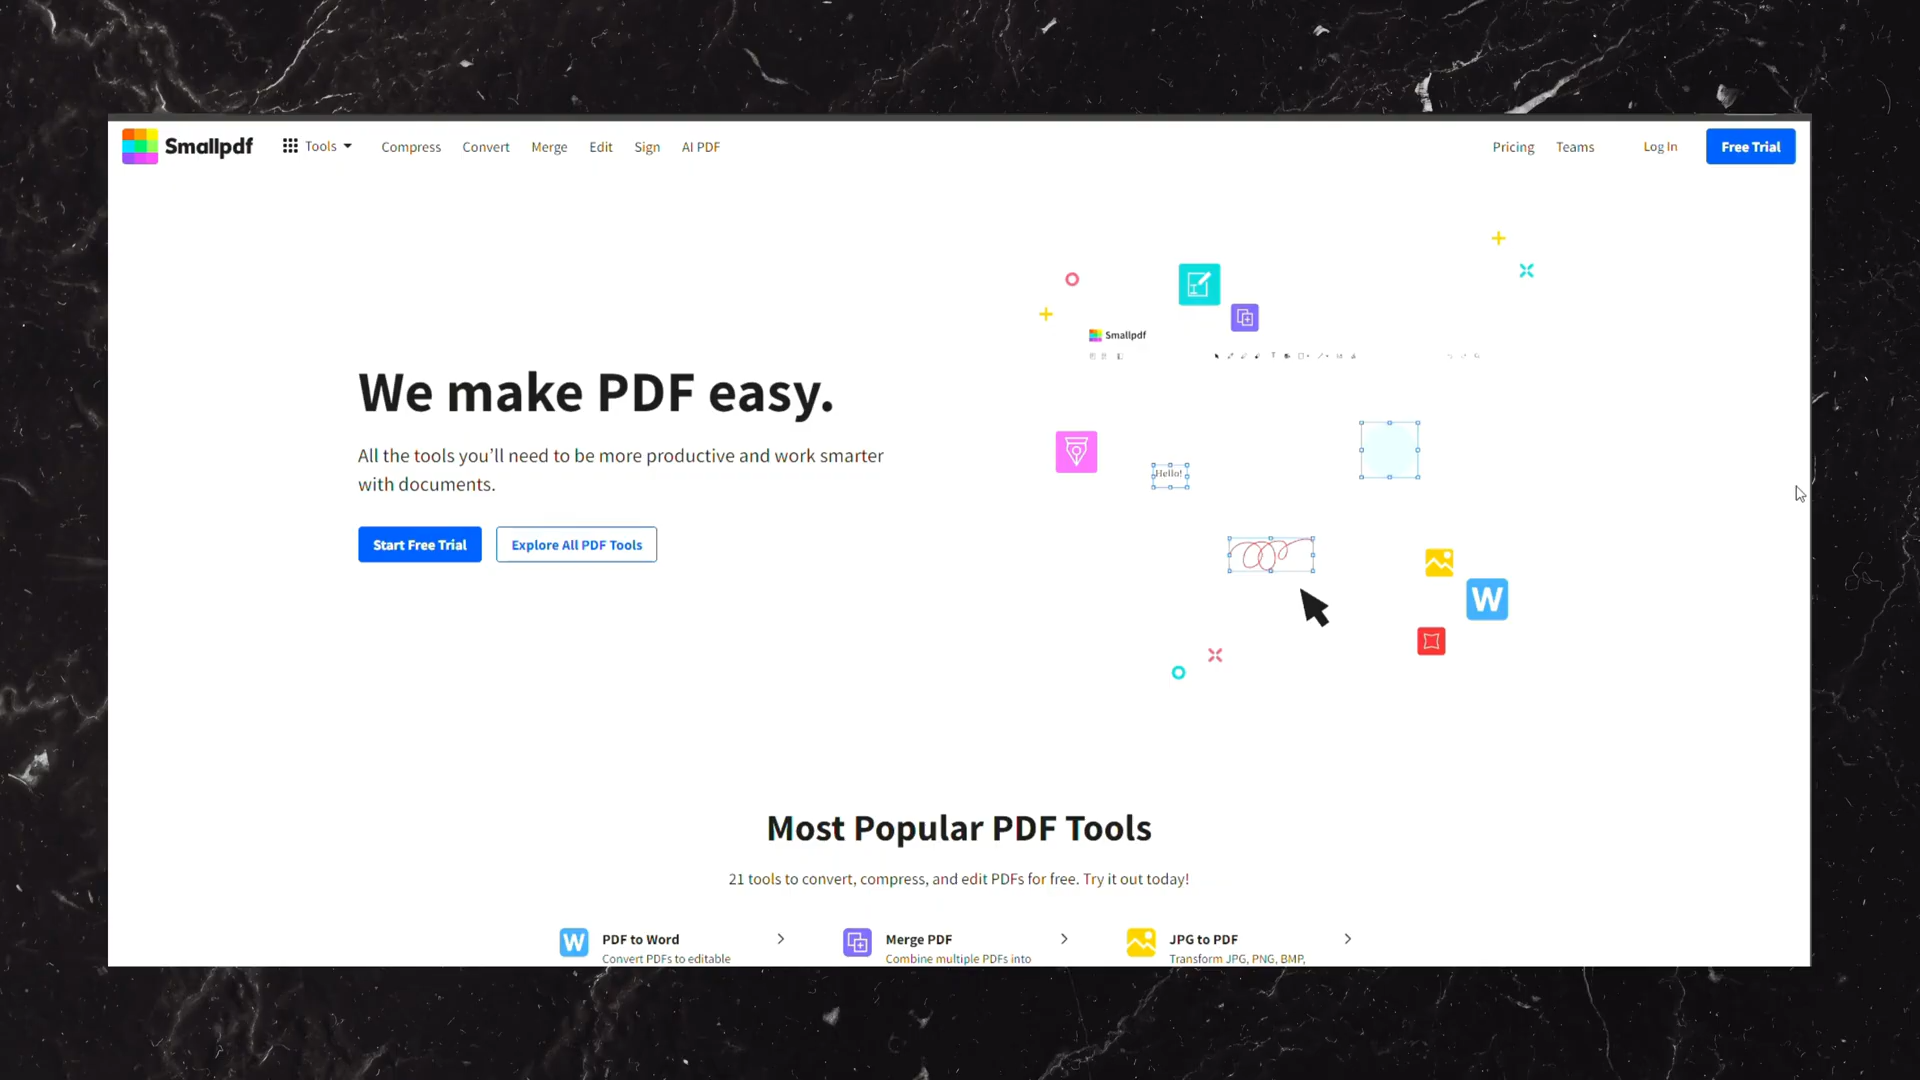 Smallpdf
Tools
Compress
Convert
Merge
Edit
Sign
AI PDF
Pricing
Teams
Log In
Free Trial
Smallpdf
We make PDF easy.
All the tools you’ll need to be more productive and work smarter
with documents.
Hello!
Start Free Trial
Explore All PDF Tools
W
Most Popular PDF Tools
21 tools to convert, compress, and edit PDFs for free. Try it out today!
W
PDF to Word
Convert PDFs to editable
Merge PDF
Combine multiple PDFs into
JPG to PDF
Transform JPG, PNG, BMP,